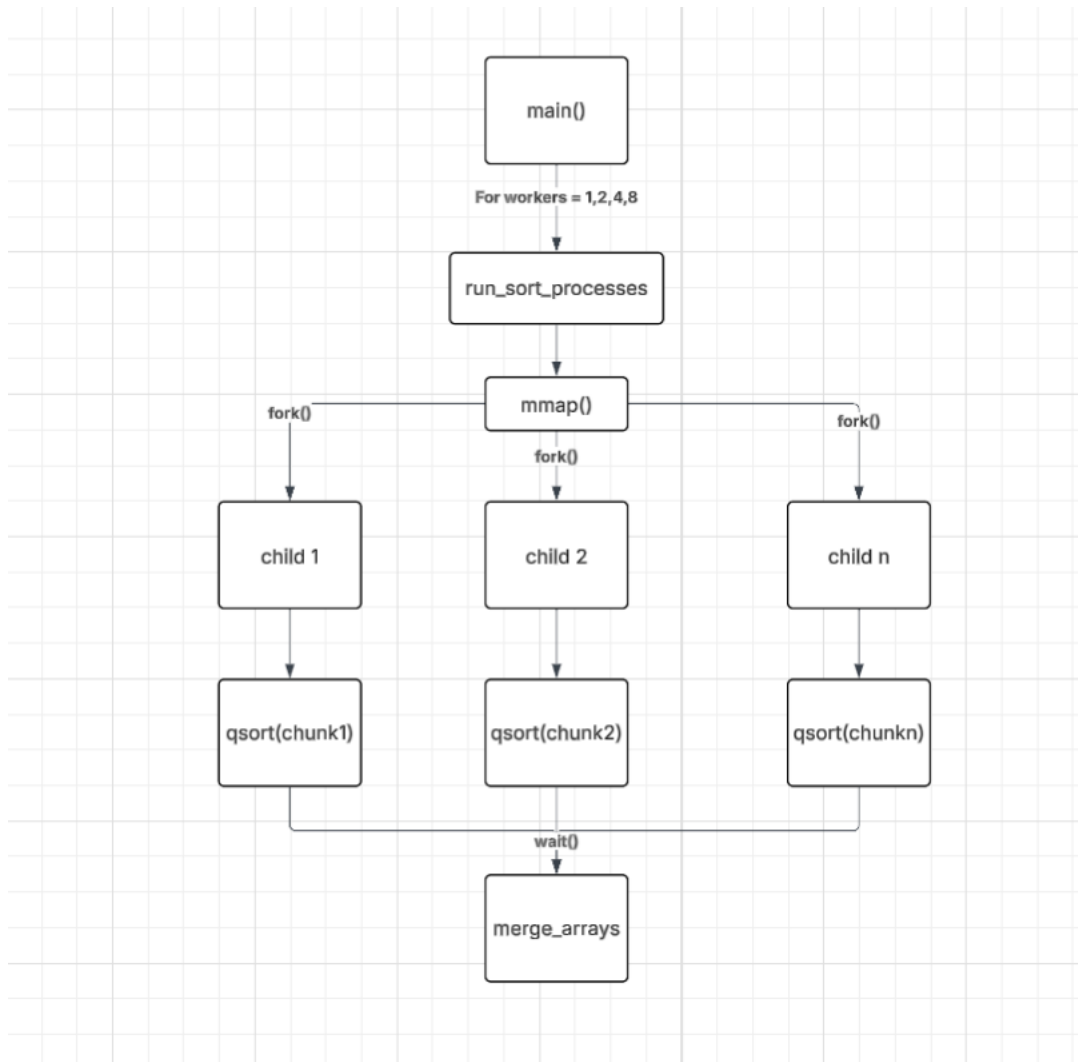 main()
For workers = 1,2,4,8
run_sort_processes
mmap()
fork()
fork()
fork()
child 1
child 2
child n
qsort(chunk1)
qsort(chunk2)
qsort(chunkn)
wait()
merge_arrays